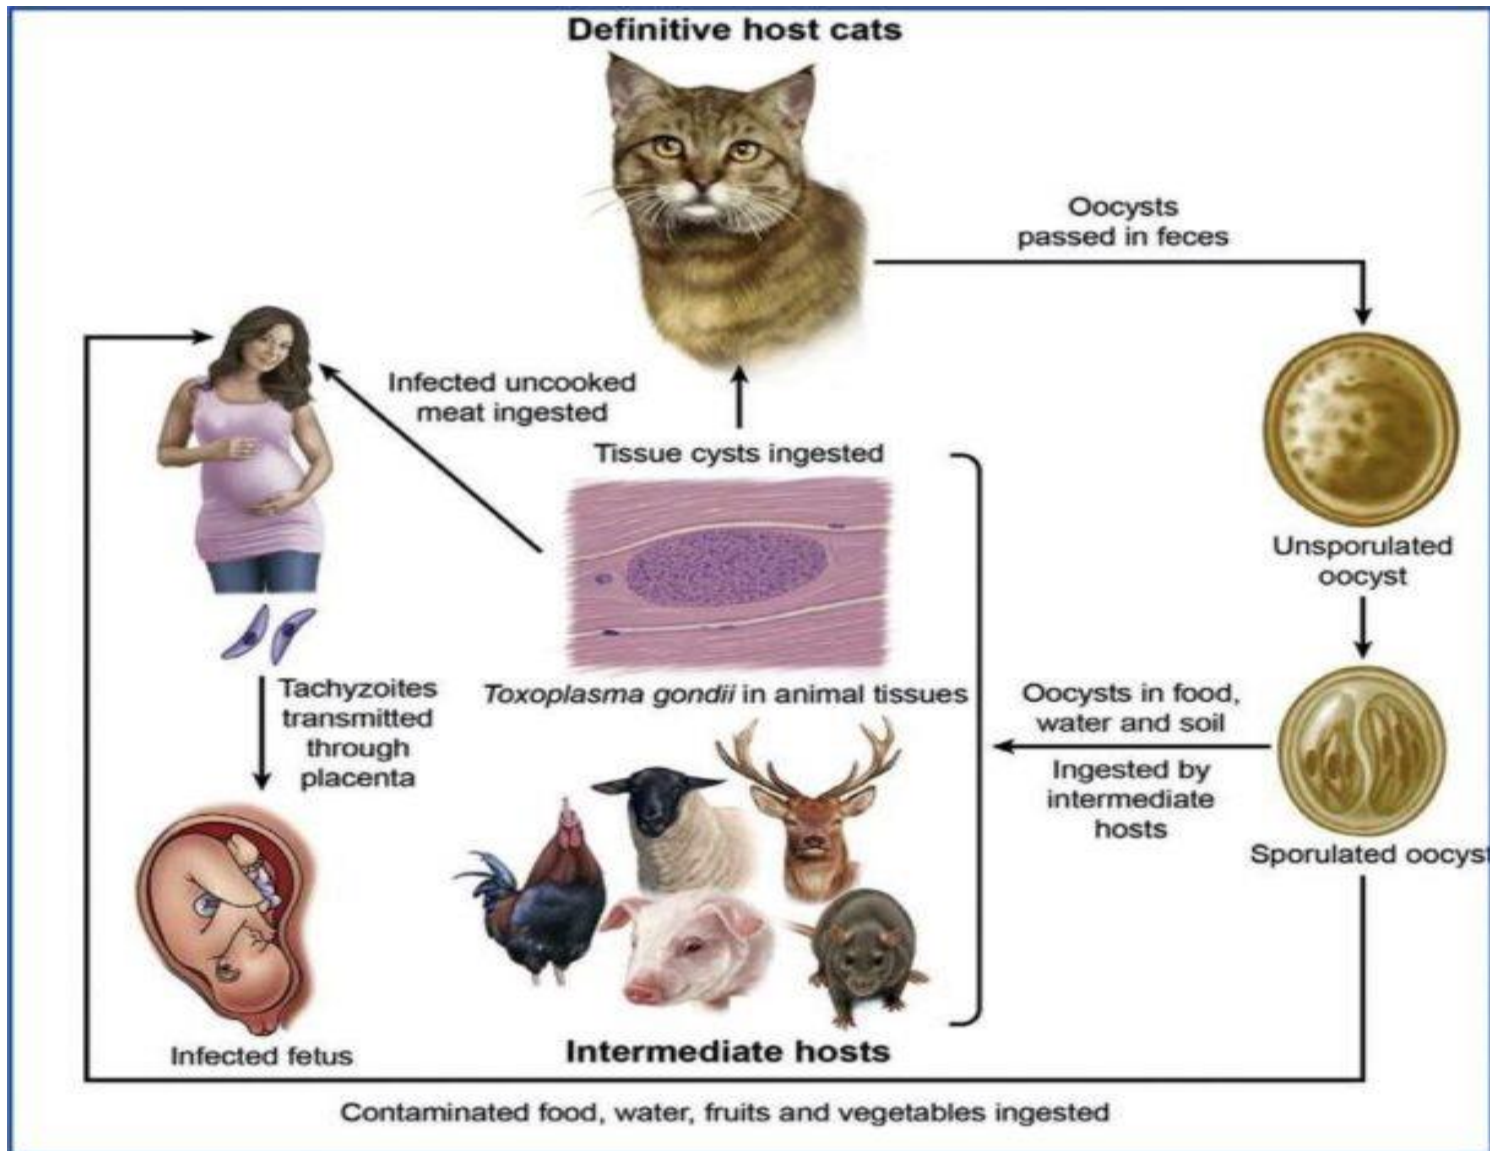 Definitive host cats
Oocysts
passed in feces
Infected uncooked
meat ingested
Tissue cysts ingested
Unsporulated
oocyst
Tachyzoites
transmitted
through
placenta
Toxoplasma gondii in animal tissues
Oocysts in food,
water and soil
Ingested by
intermediate
hosts
Sporulated oocyst
Infected fetus
Intermediate hosts
Contaminated food, water, fruits and vegetables ingested